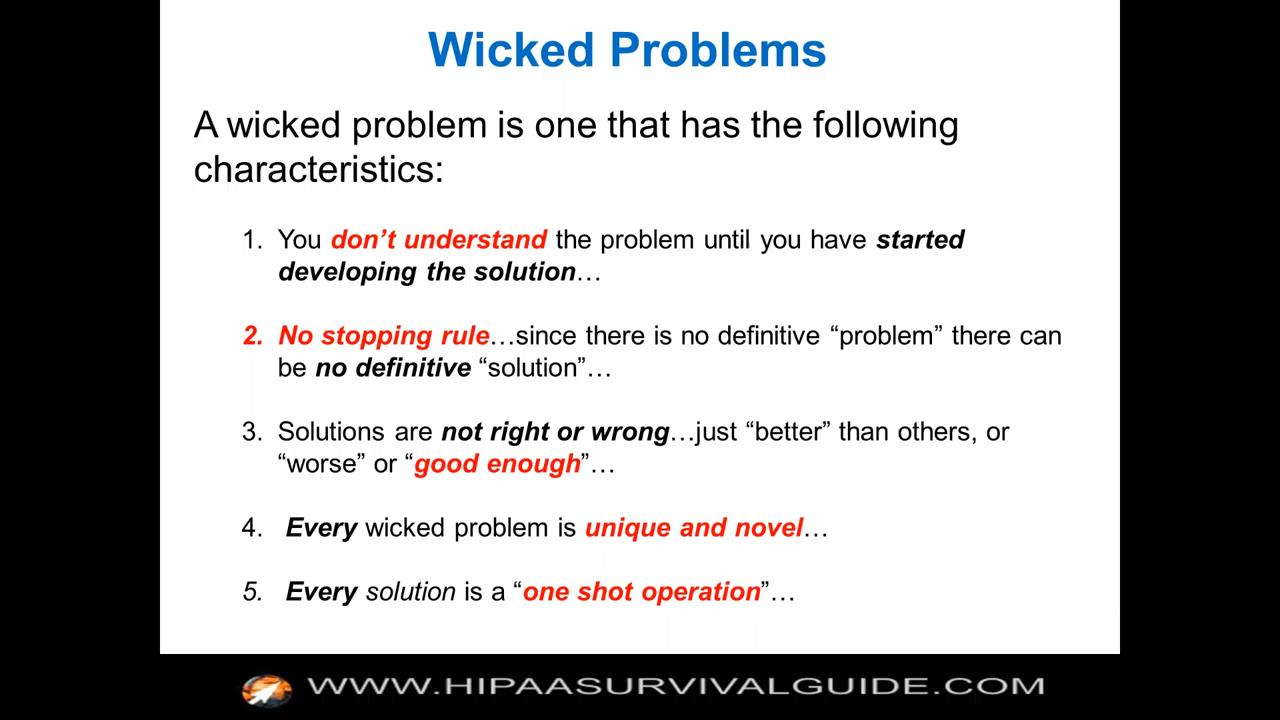 Wicked Problems
A wicked problem is one that has the following
characteristics:
1. You don’t understand the problem until you have started
developing the solution…
2. No stopping rule…since there is no definitive “problem” there can
be no definitive “solution”…
3. Solutions are not right or wrong…just “better” than others, or
“worse” or “good enough”…
4. Every wicked problem is unique and novel…
5. Every solution is a “one shot operation”…
WWW.HIPAASURVIVALGUIDE.COM